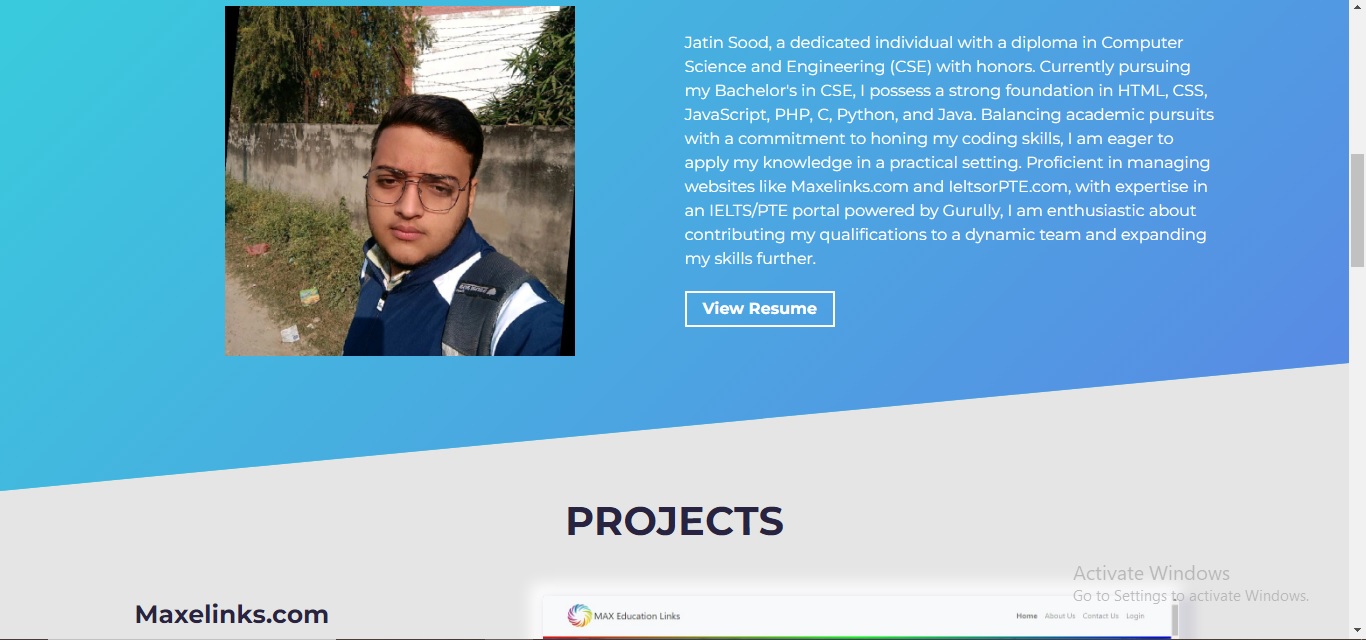 Jatin Sood, a dedicated individual with a diploma in Computer
Science and Engineering (CSE) with honors. Currently pursuing
my Bachelor's in CSE, I possess a strong foundation in HTML, CSS,
JavaScript, PHP, C, Python, and Java. Balancing academic pursuits
with a commitment to honing my coding skills, I am eager to
apply my knowledge in a practical setting. Proficient in managing
websites like Maxelinks.com and IeltsorPTE.com, with expertise in
an IELTS/PTE portal powered by Gurully, I am enthusiastic about
contributing my qualifications to a dynamic team and expanding
my skills further.
View Resume
PROJECTS
Maxelinks.com
MAX Education Links
Home About Us Contact Us Login
Activate Windows
Go to Settings to activate Windows.